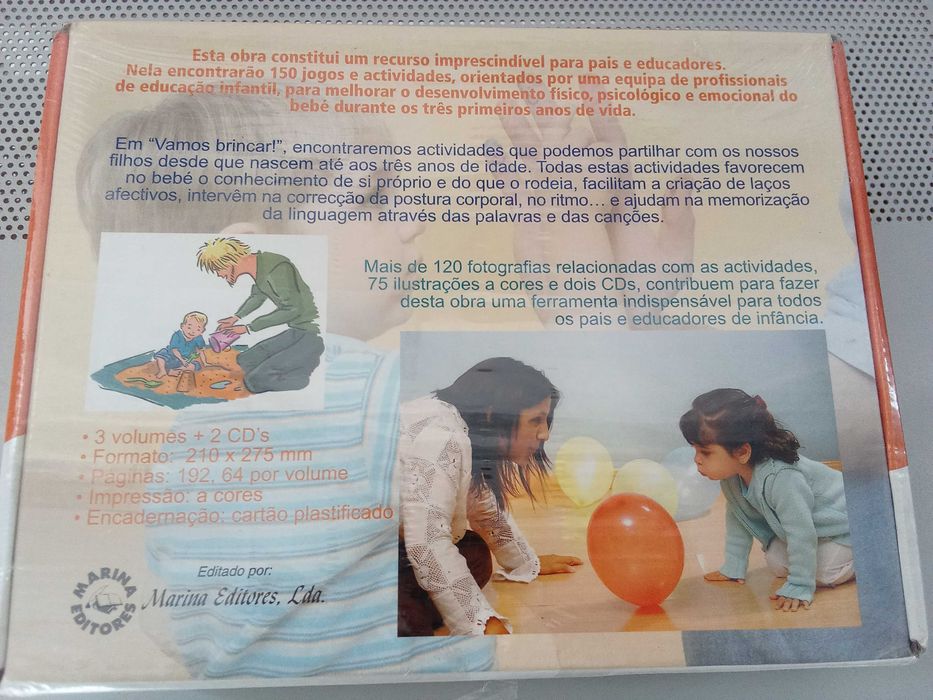 Esta obra constitui um recurso imprescindível para pais e educadores.
Nela encontrarão 150 jogos e actividades, orientados por uma equipa de profissionais
de educação infantil, para melhorar o desenvolvimento físico, psicológico e emocional do
bebé durante os três primeiros anos de vida.
Em “Vamos brincar!”, encontraremos actividades que podemos partilhar com os nossos
filhos desde que nascem até aos três anos de idade. Todas estas actividades favorecem
no bebé o conhecimento de si próprio e do que o rodeia, facilitam a criação de laços
afectivos, intervêm na correcção da postura corporal, no ritmo... e ajudam na memorização
da linguagem através das palavras e das canções.
Mais de 120 fotografias relacionadas com as actividades,
75 ilustrações a cores e dois CDs, contribuem para fazer
desta obra uma ferramenta indispensável para todos
os pais e educadores de infância.
• 3 volumes + 2 CD's
• Formato: 210 x 275 mm
• Páginas: 192, 64 por volume
• Impressão: a cores
• Encadernação: cartão plastificado
Editado por:
Marina Editores, Lda.
MARINA
EDITORES